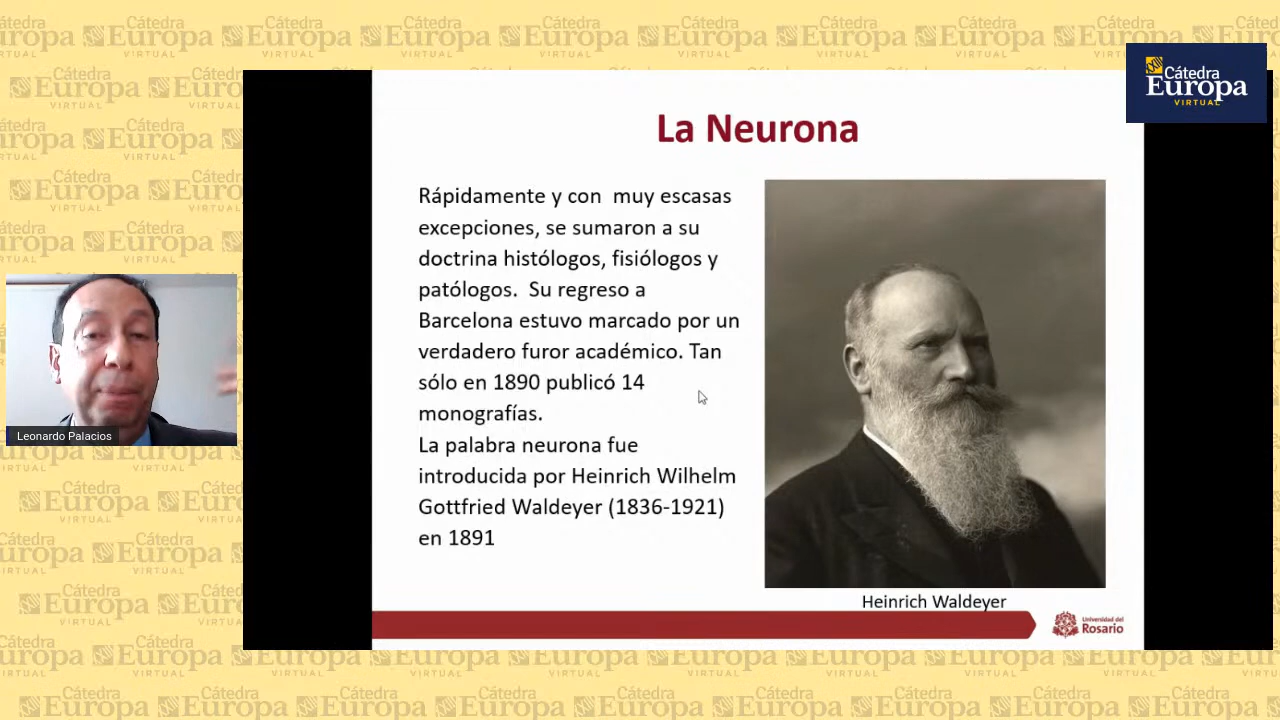 Cátedra
Europa
VIRTUAL
La Neurona
Rápidamente y con muy escasas
excepciones, se sumaron a su
doctrina histólogos, fisiólogos y
patólogos. Su regreso a
Barcelona estuvo marcado por un
verdadero furor académico. Tan
sólo en 1890 publicó 14
monografías.
La palabra neurona fue
introducida por Heinrich Wilhelm
Gottfried Waldeyer (1836-1921)
en 1891
Leonardo Palacios
Heinrich Waldeyer
Universidad del
Rosario